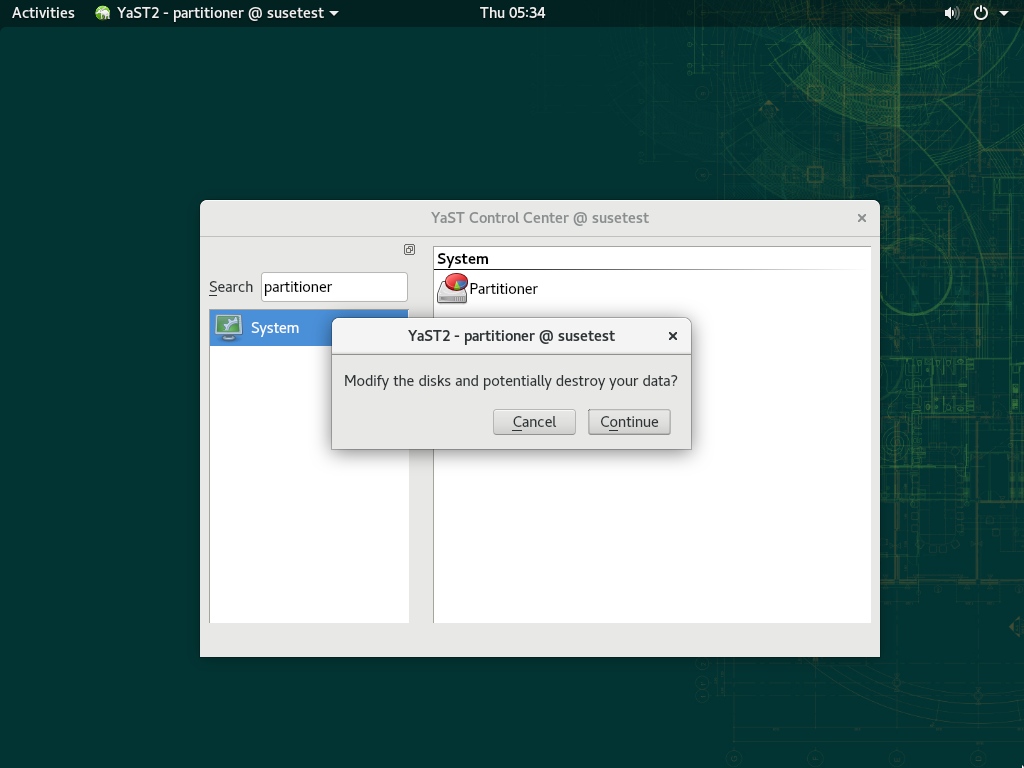 Activities YaST2 - partitioner @ susetest Thu 05:34
YaST Control Center @ susetest
System
Search partitioner
Partitioner
System
YaST2 - partitioner @ susetest
Modify the disks and potentially destroy your data?
Cancel Continue